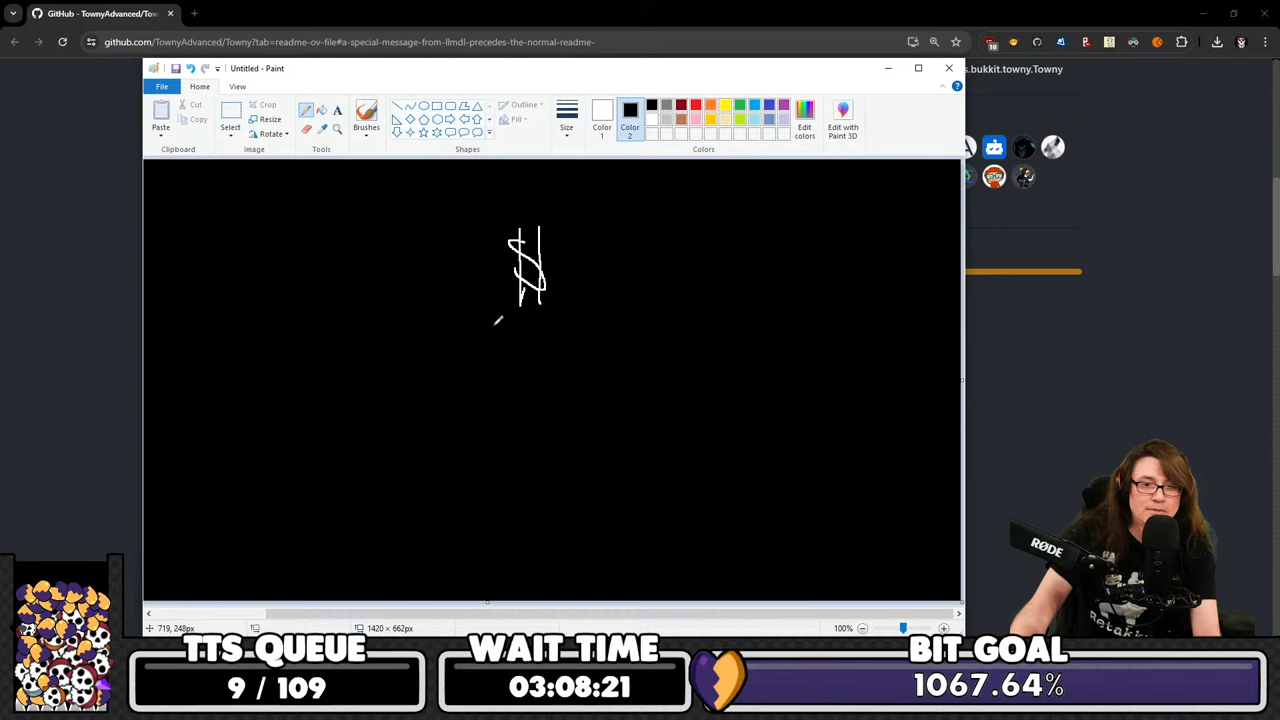 GitHub - TownyAdvanced/Tow
github.com/TownyAdvanced/Towny?tab=readme-ov-file#a-special-message-from-llmdl-precedes-the-normal-readme-
s.bukkit.towny.Towny
Untitled - Paint
File Home View
Paste
Cut
Copy
Clipboard
Select
Crop
Resize
Rotate
Image
Tools
Brushes
Outline
Fill
Shapes
Size
Color 1
Color 2
Edit colors
Colors
Edit with Paint 3D
$
719, 248px
1420 × 662px
100%
RØDE
Retakt
TTS QUEUE
9 / 109
WAIT TIME
03:08:21
BIT GOAL
1067.64%